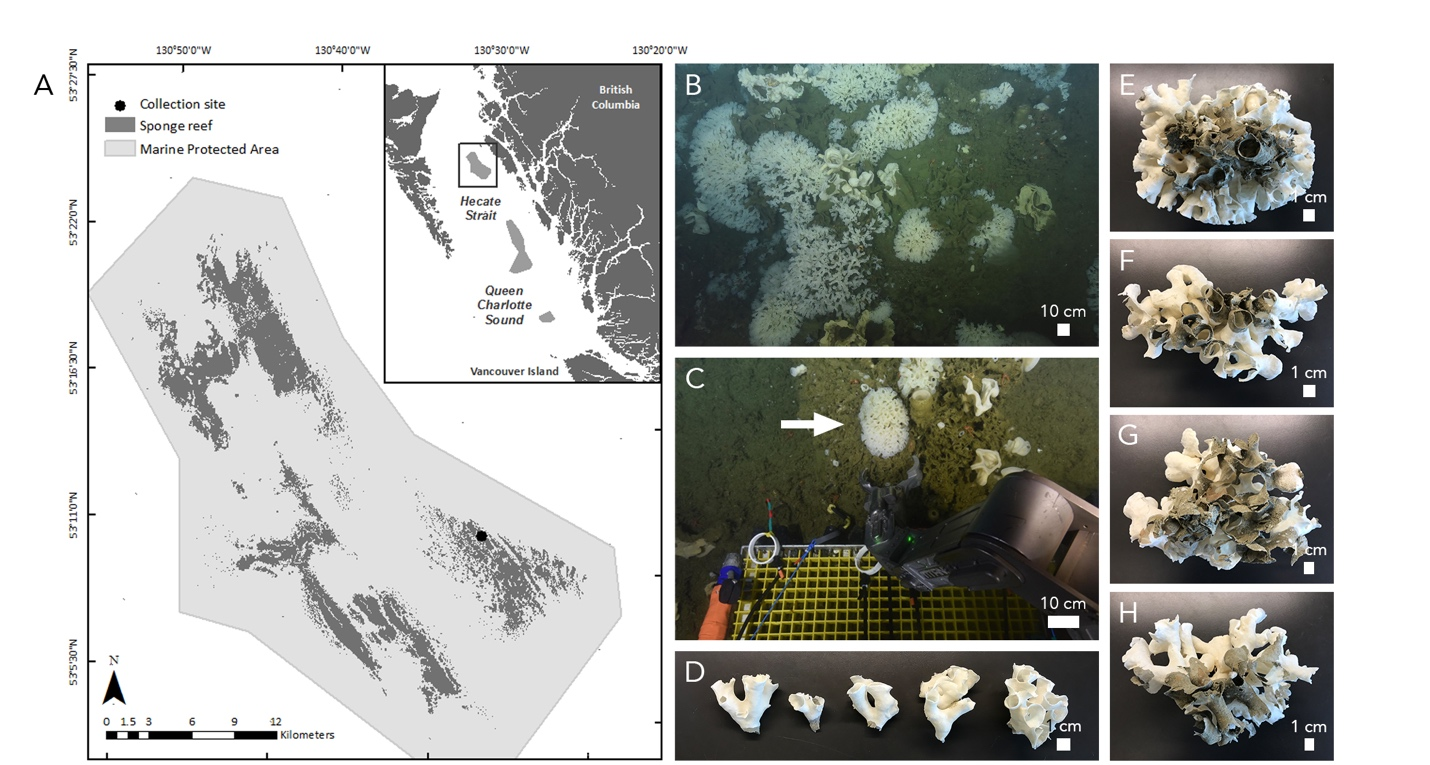 A
130°50'0"W
130°40'0"W
130°30'0"W
130°20'0"W
53°27'30"N
53°22'0"N
53°16'30"N
53°11'0"N
53°5'30"N
Collection site
Sponge reef
Marine Protected Area
British
Columbia
Hecate
Strait
Queen
Charlotte
Sound
Vancouver Island
N
0 1.5 3 6 9 12
Kilometers
B
10 cm
C
10 cm
D
1 cm
E
1 cm
F
1 cm
G
1 cm
H
1 cm